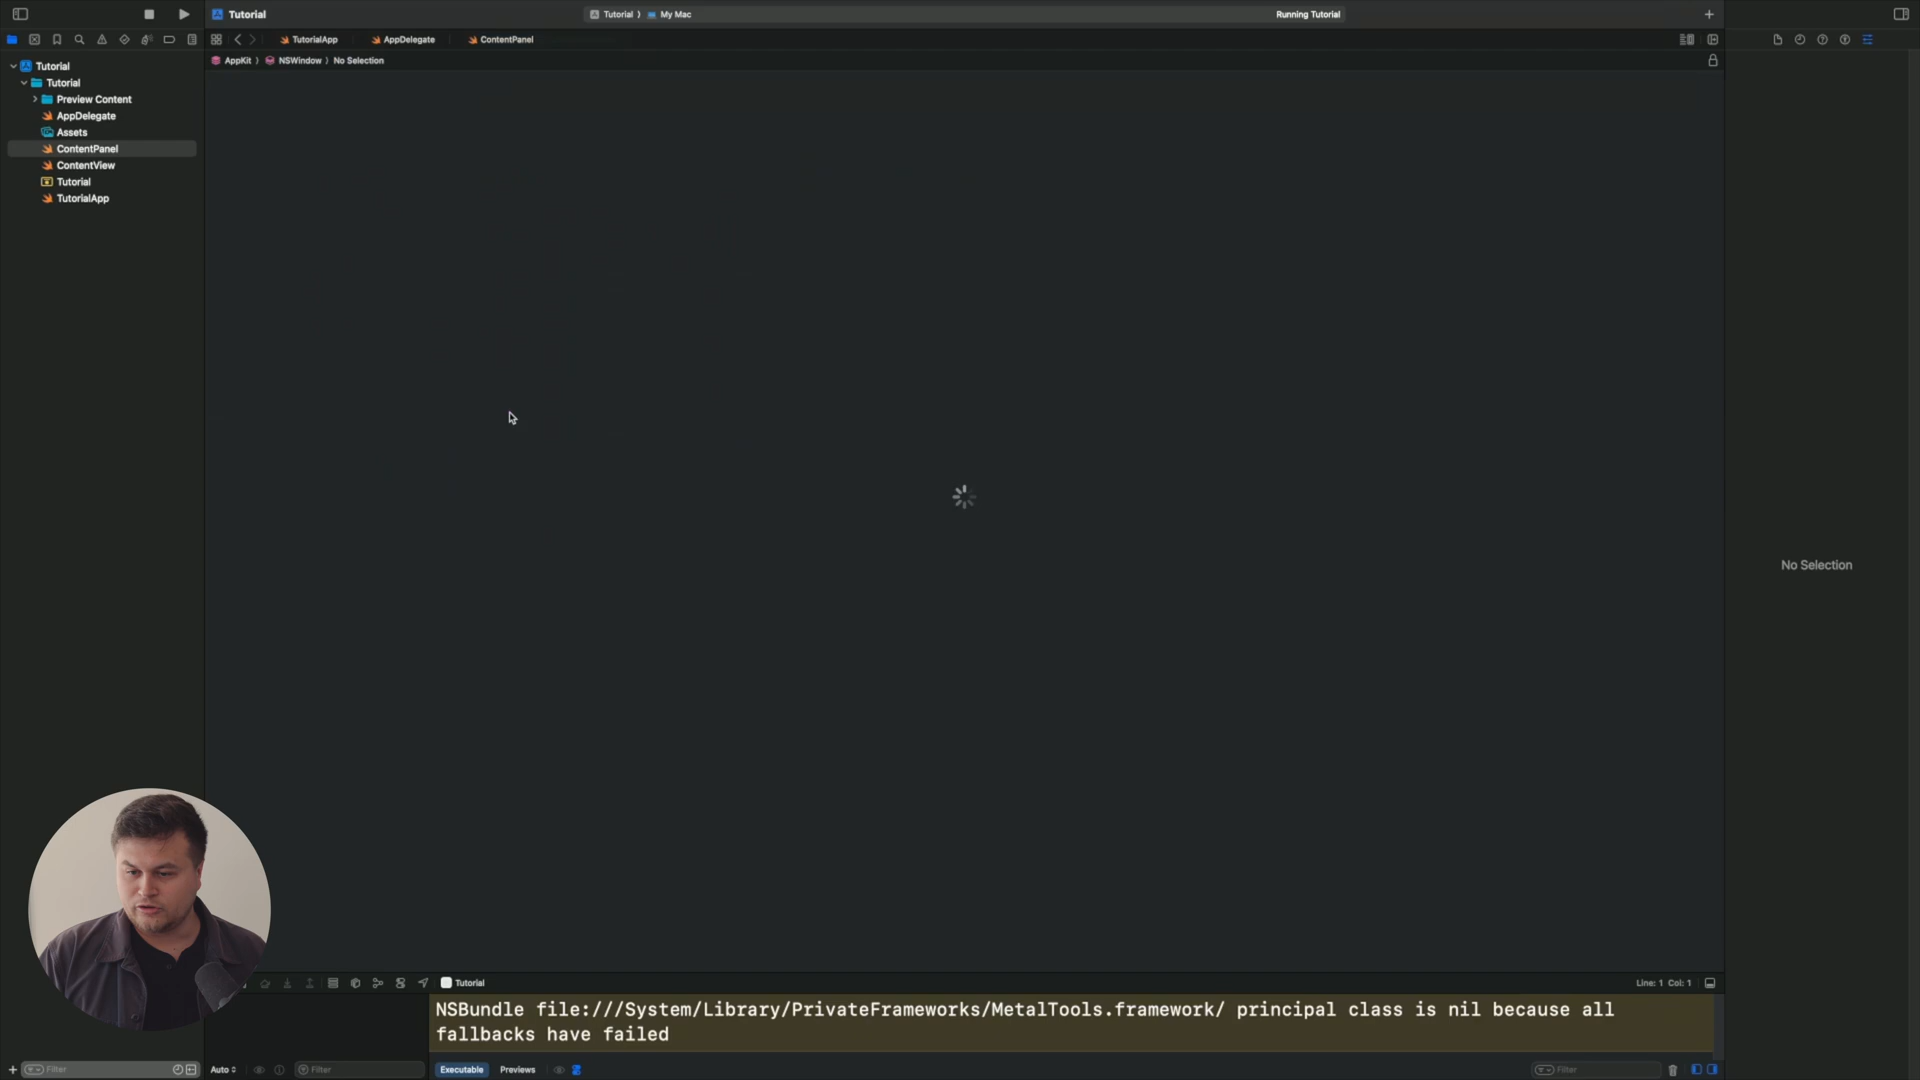 Tutorial
Tutorial 〉 My Mac
Running Tutorial
TutorialApp
AppDelegate
ContentPanel
AppKit 〉 NSWindow 〉 No Selection
Tutorial
Tutorial
Preview Content
AppDelegate
Assets
ContentPanel
ContentView
Tutorial
TutorialApp
No Selection
Tutorial
Line: 1 Col: 1
NSBundle file:///System/Library/PrivateFrameworks/MetalTools.framework/ principal class is nil because all
fallbacks have failed
Filter
Auto
Filter
Executable
Previews
Filter